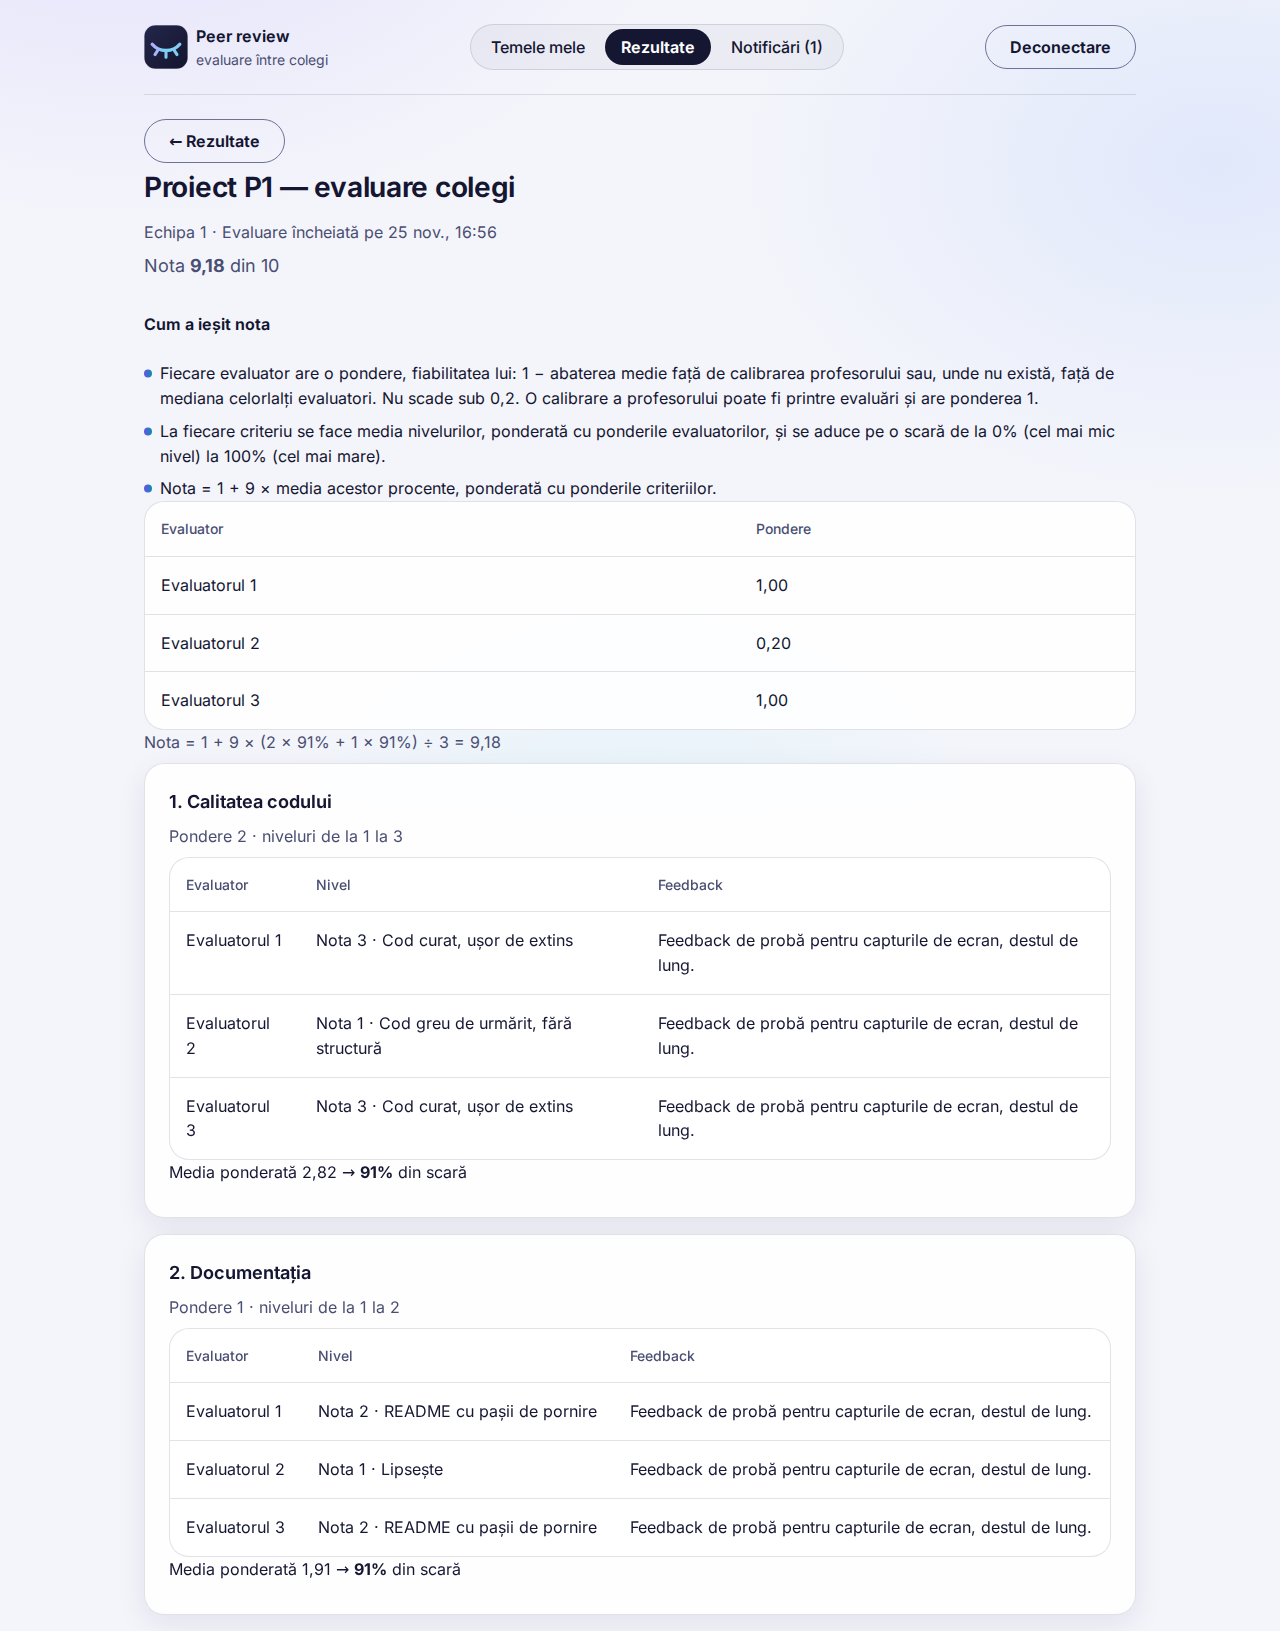 Peer review
evaluare între colegi
Temele mele
Rezultate
Notificări (1)
Deconectare
← Rezultate
Proiect P1 — evaluare colegi
Echipa 1 · Evaluare încheiată pe 25 nov., 16:56
Nota 9,18 din 10
Cum a ieșit nota
Fiecare evaluator are o pondere, fiabilitatea lui: 1 − abaterea medie față de calibrarea profesorului sau, unde nu există, față de
mediana celorlalți evaluatori. Nu scade sub 0,2. O calibrare a profesorului poate fi printre evaluări și are ponderea 1.
La fiecare criteriu se face media nivelurilor, ponderată cu ponderile evaluatorilor, și se aduce pe o scară de la 0% (cel mai mic
nivel) la 100% (cel mai mare).
Nota = 1 + 9 × media acestor procente, ponderată cu ponderile criteriilor.
Evaluator Pondere
Evaluatorul 1 1,00
Evaluatorul 2 0,20
Evaluatorul 3 1,00
Nota = 1 + 9 × (2 × 91% + 1 × 91%) ÷ 3 = 9,18
1. Calitatea codului
Pondere 2 · niveluri de la 1 la 3
Evaluator Nivel Feedback
Evaluatorul 1 Nota 3 · Cod curat, ușor de extins Feedback de probă pentru capturile de ecran, destul de
lung.
Evaluatorul Nota 1 · Cod greu de urmărit, fără Feedback de probă pentru capturile de ecran, destul de
2 structură lung.
Evaluatorul Nota 3 · Cod curat, ușor de extins Feedback de probă pentru capturile de ecran, destul de
3 lung.
Media ponderată 2,82 → 91% din scară
2. Documentația
Pondere 1 · niveluri de la 1 la 2
Evaluator Nivel Feedback
Evaluatorul 1 Nota 2 · README cu pașii de pornire Feedback de probă pentru capturile de ecran, destul de lung.
Evaluatorul 2 Nota 1 · Lipsește Feedback de probă pentru capturile de ecran, destul de lung.
Evaluatorul 3 Nota 2 · README cu pașii de pornire Feedback de probă pentru capturile de ecran, destul de lung.
Media ponderată 1,91 → 91% din scară